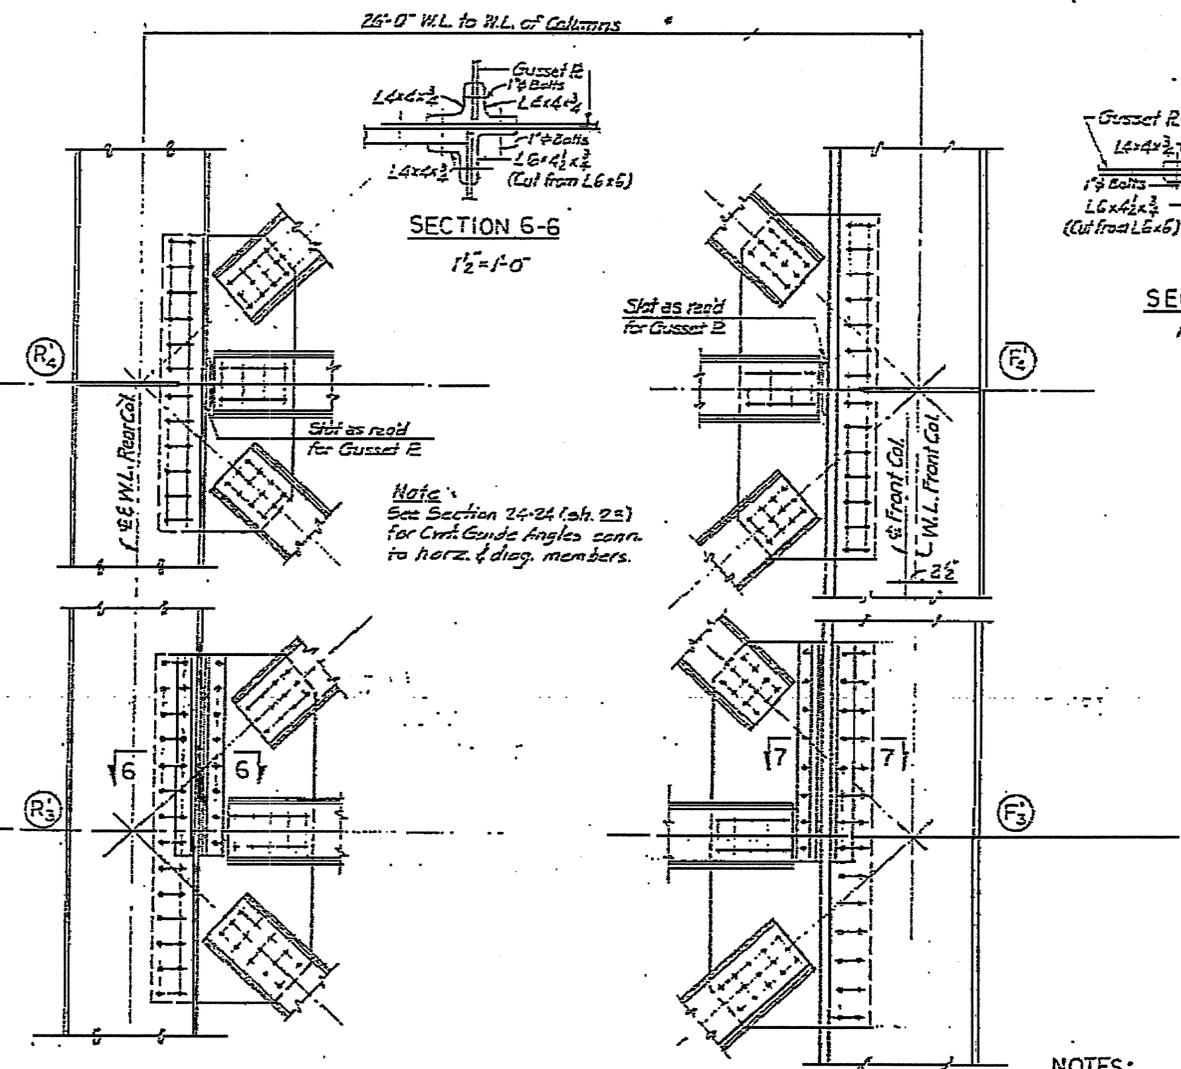 26'-0" W.L. to W.L. of Columns
Gusset PL
1"φ Bolts
L4x4x3/4
L4x4x3/4
1"φ Bolts
L6x4 1/2x3/4
(Cut from L6x6)
L4x4x3/4
SECTION 6-6
1 1/2"=1'-0"
Gusset PL
L4x4x3/4
1"φ Bolts
L6x4 1/2x3/4
(Cut from L6x6)
Slot as req'd
for Gusset PL
R'4
F'4
℄ & W.L. Rear Col.
Slot as req'd
for Gusset PL
℄ Front Col.
W.L. Front Col.
2 1/2"
Note:
See Section 24-24 (sh. 23)
for Cwt. Guide Angles conn.
to horz. & diag. members.
6
6
7
7
R'3
F'3
NOTES: